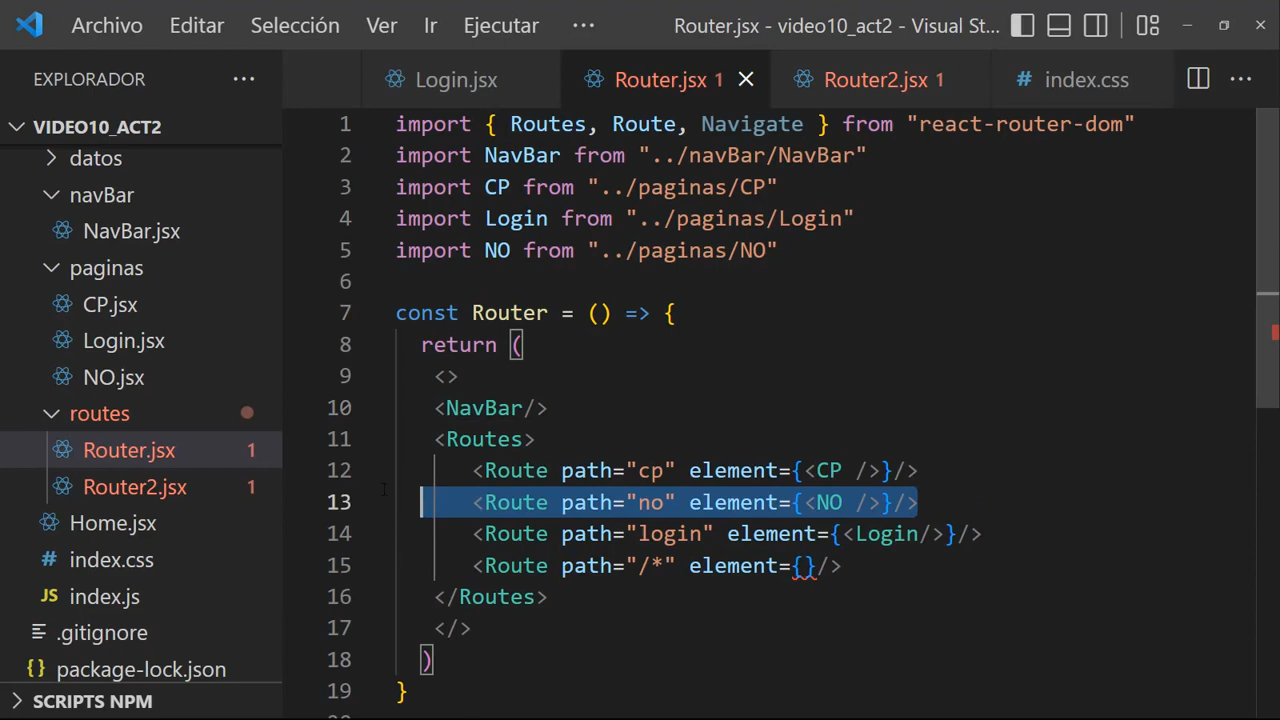 Archivo Editar Selección Ver Ir Ejecutar ··· Router.jsx - video10_act2 - Visual St...
EXPLORADOR ···
Login.jsx Router.jsx 1 Router2.jsx 1 # index.css ···
VIDEO10_ACT2
datos
navBar
NavBar.jsx
paginas
CP.jsx
Login.jsx
NO.jsx
routes
Router.jsx 1
Router2.jsx 1
Home.jsx
# index.css
JS index.js
.gitignore
{ } package-lock.json
SCRIPTS NPM
1 import { Routes, Route, Navigate } from "react-router-dom"
2 import NavBar from "../navBar/NavBar"
3 import CP from "../paginas/CP"
4 import Login from "../paginas/Login"
5 import NO from "../paginas/NO"
6
7 const Router = () => {
8 return (
9 <>
10 <NavBar/>
11 <Routes>
12 <Route path="cp" element={<CP />}/>
13 <Route path="no" element={<NO />}/>
14 <Route path="login" element={<Login/>}/>
15 <Route path="/*" element={}/>
16 </Routes>
17 </>
18 )
19 }